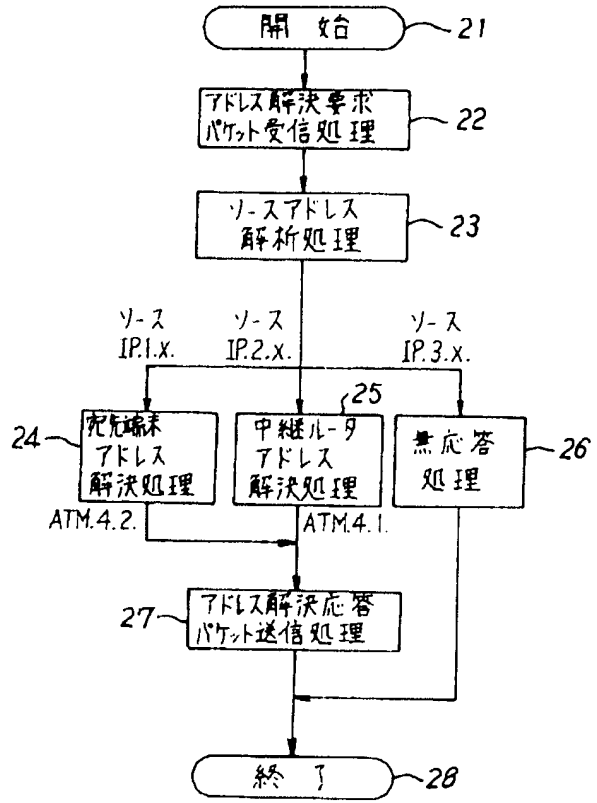 開始
21
アドレス解決要求
パケット受信処理
22
ソースアドレス
解析処理
23
ソース
IP.1.x.
ソース
IP.2.x.
ソース
IP.3.x.
24
宛先端末
アドレス
解決処理
25
中継ルータ
アドレス
解決処理
無応答
処理
26
ATM.4.2.
ATM.4.1.
27
アドレス解決応答
パケット送信処理
終了
28